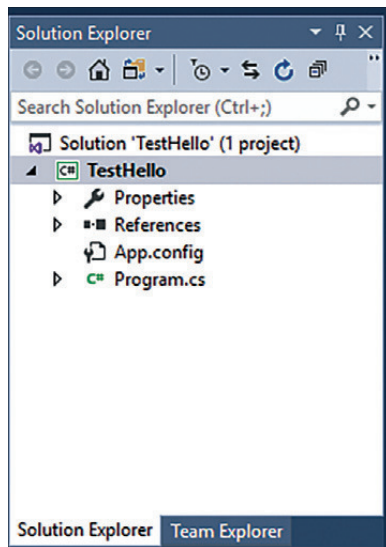 Solution Explorer
Search Solution Explorer (Ctrl+;)
Solution 'TestHello' (1 project)
C# TestHello
Properties
References
App.config
C# Program.cs
Solution Explorer Team Explorer